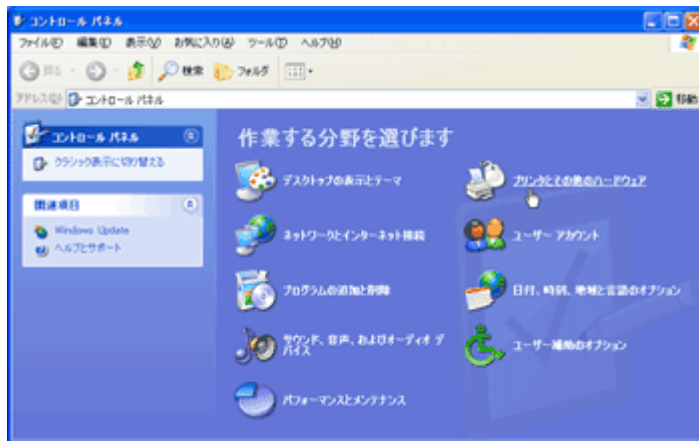 コントロール パネル
ファイル(F) 編集(E) 表示(V) お気に入り(A) ツール(T) ヘルプ(H)
戻る 検索 フォルダ
アドレス(D) コントロール パネル 移動
コントロール パネル
クラシック表示に切り替える
関連項目
Windows Update
ヘルプとサポート
作業する分野を選びます
デスクトップの表示とテーマ
プリンタとその他のハードウェア
ネットワークとインターネット接続
ユーザー アカウント
プログラムの追加と削除
日付、時刻、地域と言語のオプション
サウンド、音声、およびオーディオ デ
バイス
ユーザー補助のオプション
パフォーマンスとメンテナンス